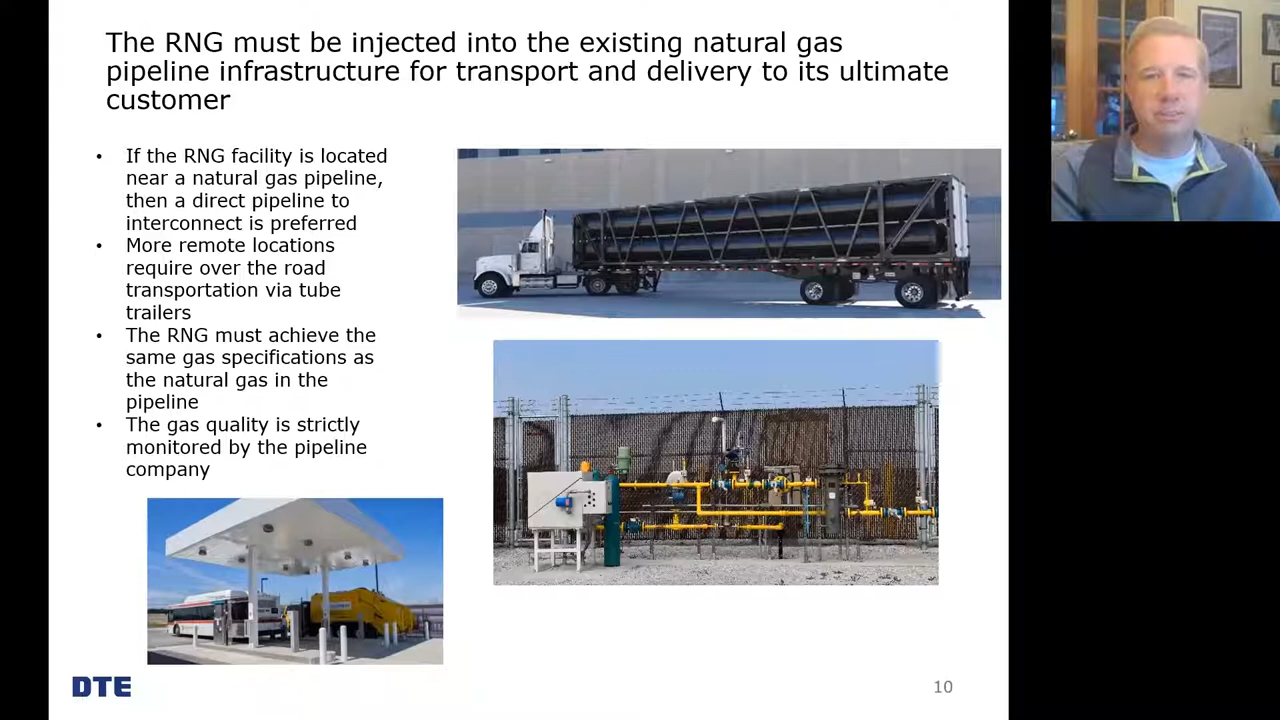 The RNG must be injected into the existing natural gas
pipeline infrastructure for transport and delivery to its ultimate
customer
• If the RNG facility is located
near a natural gas pipeline,
then a direct pipeline to
interconnect is preferred
• More remote locations
require over the road
transportation via tube
trailers
• The RNG must achieve the
same gas specifications as
the natural gas in the
pipeline
• The gas quality is strictly
monitored by the pipeline
company
DTE
10